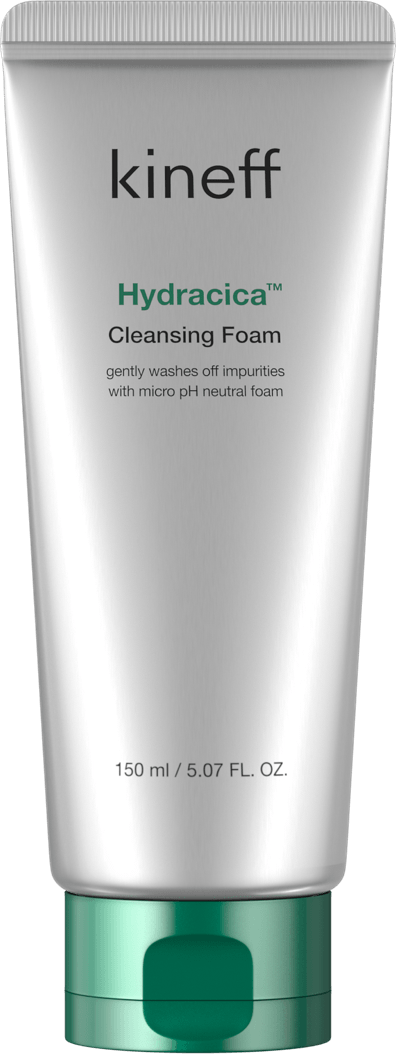 kineff
Hydracica™
Cleansing Foam
gently washes off impurities
with micro pH neutral foam
150 ml / 5.07 FL. OZ.